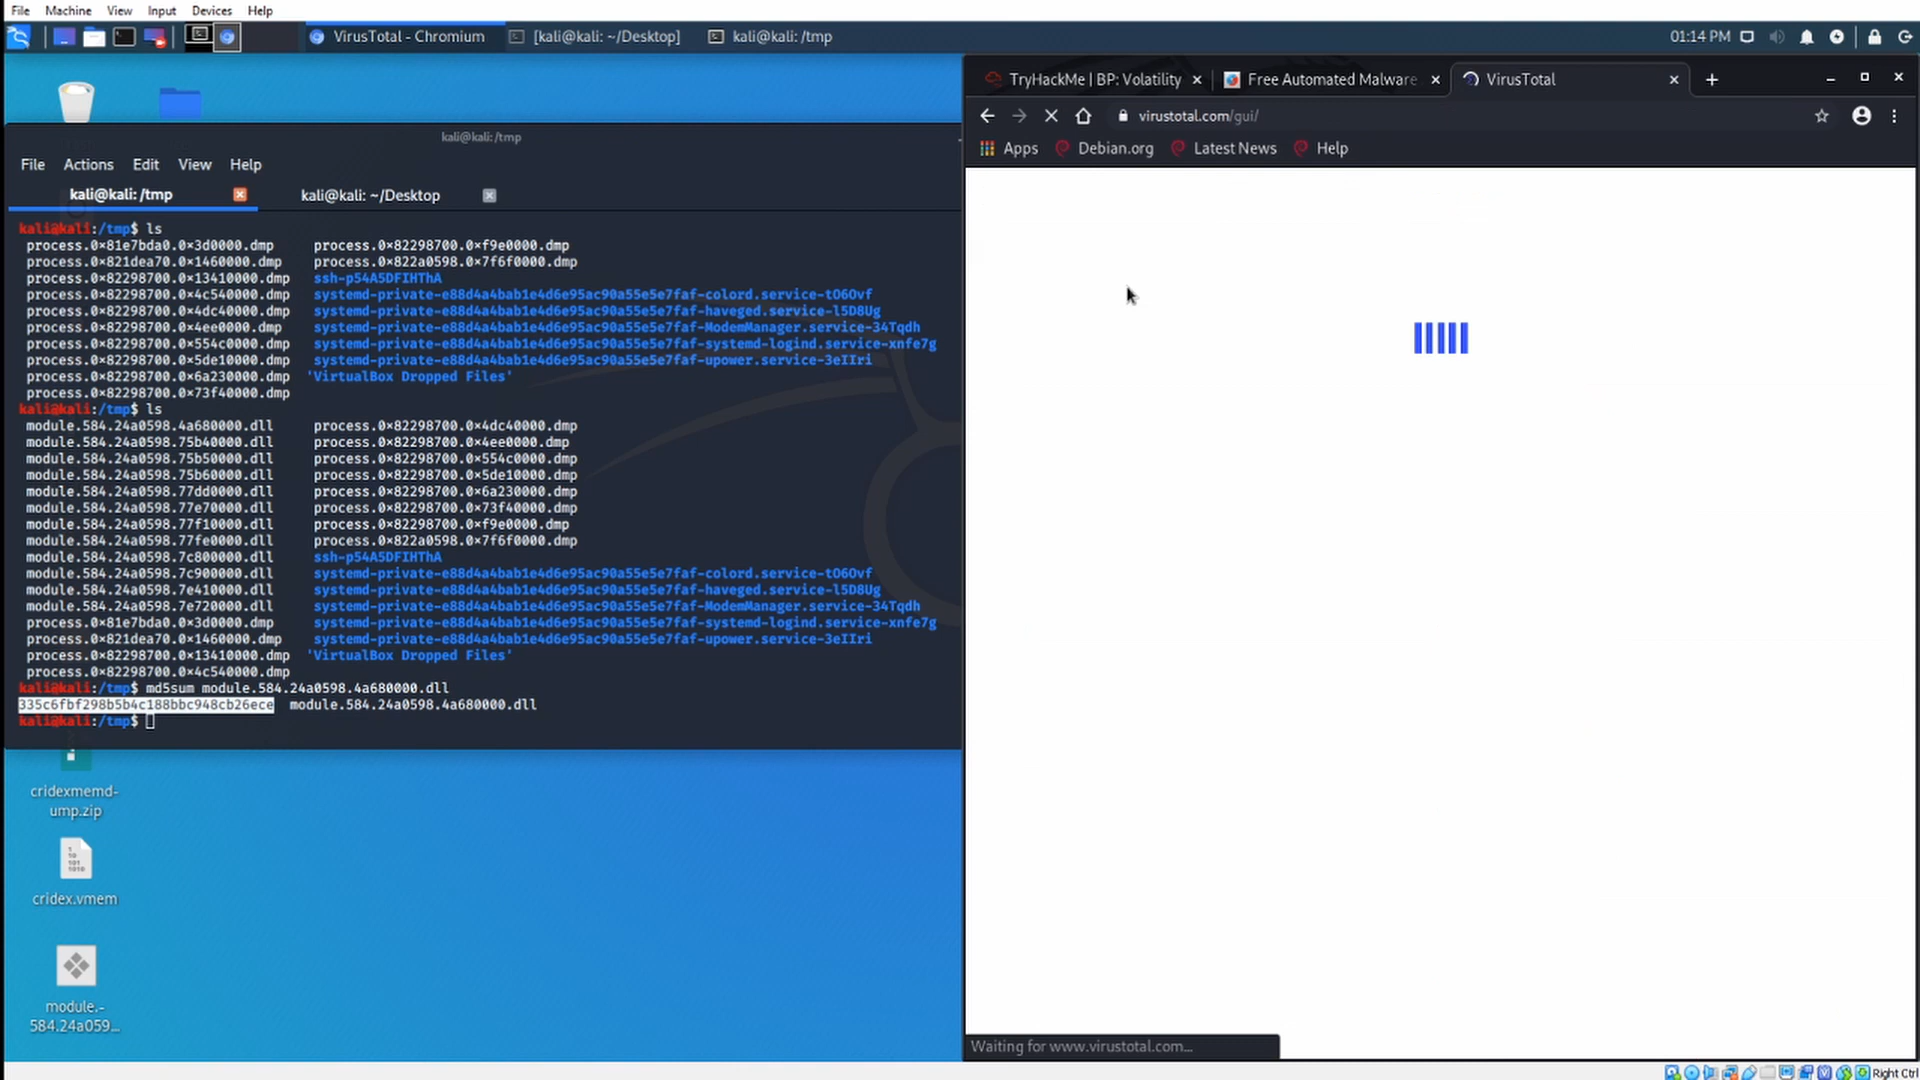 File Machine View Input Devices Help
VirusTotal - Chromium
[kali@kali: ~/Desktop]
kali@kali: /tmp
01:14 PM
kali@kali: /tmp
File Actions Edit View Help
kali@kali: /tmp
kali@kali: ~/Desktop
kali@kali:/tmp$ ls
process.0×81e7bda0.0×3d0000.dmp process.0×82298700.0×f9e0000.dmp
process.0×821dea70.0×1460000.dmp process.0×822a0598.0×7f6f0000.dmp
process.0×82298700.0×13410000.dmp ssh-p54A5DFIHThA
process.0×82298700.0×4c540000.dmp systemd-private-e88d4a4bab1e4d6e95ac90a55e5e7faf-colord.service-tO6Ovf
process.0×82298700.0×4dc40000.dmp systemd-private-e88d4a4bab1e4d6e95ac90a55e5e7faf-haveged.service-l5D8Ug
process.0×82298700.0×4ee0000.dmp systemd-private-e88d4a4bab1e4d6e95ac90a55e5e7faf-ModemManager.service-34Tqdh
process.0×82298700.0×554c0000.dmp systemd-private-e88d4a4bab1e4d6e95ac90a55e5e7faf-systemd-logind.service-xnfe7g
process.0×82298700.0×5de10000.dmp systemd-private-e88d4a4bab1e4d6e95ac90a55e5e7faf-upower.service-3eIIri
process.0×82298700.0×6a230000.dmp 'VirtualBox Dropped Files'
process.0×82298700.0×73f40000.dmp
kali@kali:/tmp$ ls
module.584.24a0598.4a680000.dll process.0×82298700.0×4dc40000.dmp
module.584.24a0598.75b40000.dll process.0×82298700.0×4ee0000.dmp
module.584.24a0598.75b50000.dll process.0×82298700.0×554c0000.dmp
module.584.24a0598.75b60000.dll process.0×82298700.0×5de10000.dmp
module.584.24a0598.77dd0000.dll process.0×82298700.0×6a230000.dmp
module.584.24a0598.77e70000.dll process.0×82298700.0×73f40000.dmp
module.584.24a0598.77f10000.dll process.0×82298700.0×f9e0000.dmp
module.584.24a0598.77fe0000.dll process.0×822a0598.0×7f6f0000.dmp
module.584.24a0598.7c800000.dll ssh-p54A5DFIHThA
module.584.24a0598.7c900000.dll systemd-private-e88d4a4bab1e4d6e95ac90a55e5e7faf-colord.service-tO6Ovf
module.584.24a0598.7e410000.dll systemd-private-e88d4a4bab1e4d6e95ac90a55e5e7faf-haveged.service-l5D8Ug
module.584.24a0598.7e720000.dll systemd-private-e88d4a4bab1e4d6e95ac90a55e5e7faf-ModemManager.service-34Tqdh
process.0×81e7bda0.0×3d0000.dmp systemd-private-e88d4a4bab1e4d6e95ac90a55e5e7faf-systemd-logind.service-xnfe7g
process.0×821dea70.0×1460000.dmp systemd-private-e88d4a4bab1e4d6e95ac90a55e5e7faf-upower.service-3eIIri
process.0×82298700.0×13410000.dmp 'VirtualBox Dropped Files'
process.0×82298700.0×4c540000.dmp
kali@kali:/tmp$ md5sum module.584.24a0598.4a680000.dll
335c6fbf298b5b4c188bbc948cb26ece module.584.24a0598.4a680000.dll
kali@kali:/tmp$
cridexmemd-
ump.zip
cridex.vmem
module.-
584.24a059...
TryHackMe | BP: Volatility
Free Automated Malware
VirusTotal
virustotal.com/gui/
Apps Debian.org Latest News Help
Waiting for www.virustotal.com...
Right Ctrl